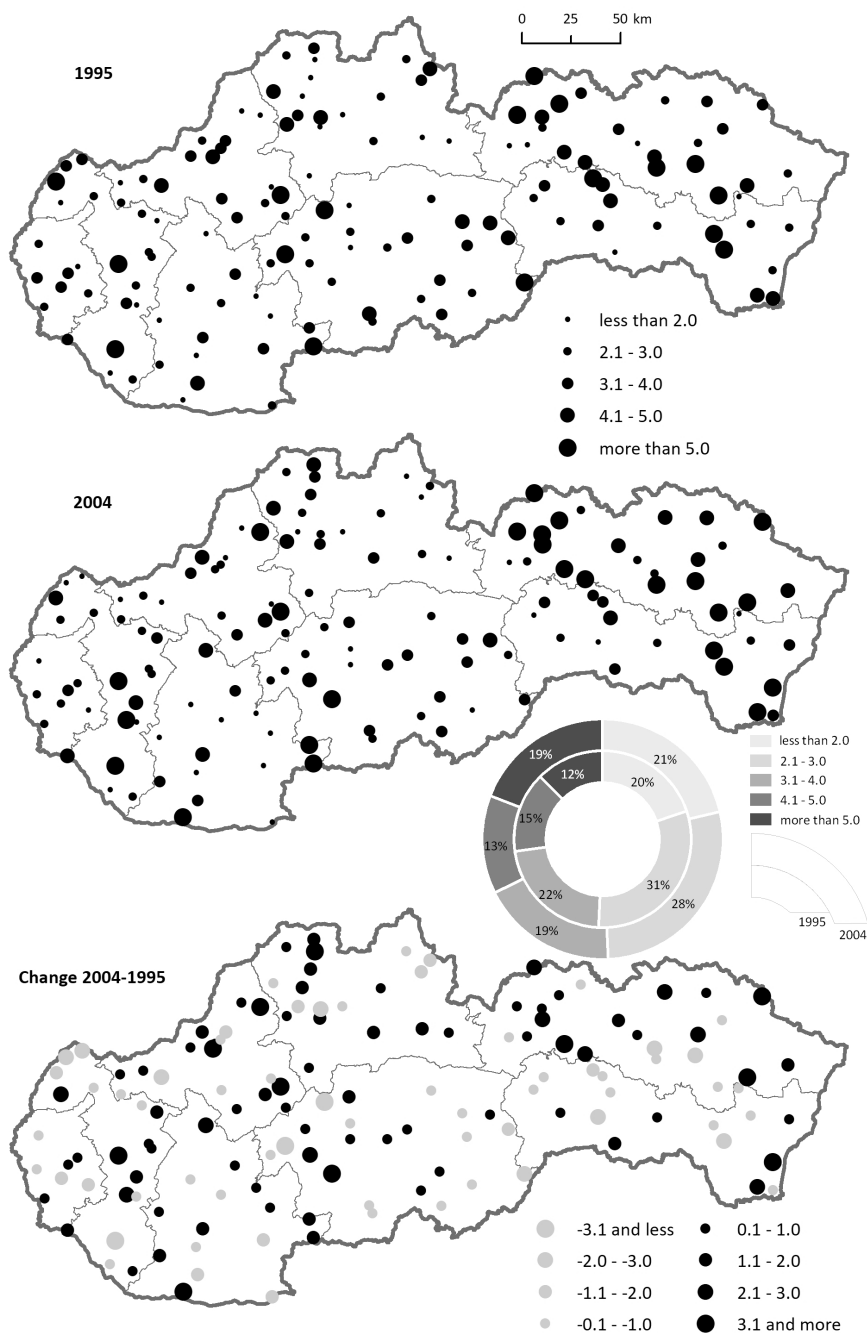 0 25 50 km
1995
less than 2.0
2.1 - 3.0
3.1 - 4.0
4.1 - 5.0
more than 5.0
2004
19%
21%
12%
20%
15%
13%
31%
22%
28%
19%
less than 2.0
2.1 - 3.0
3.1 - 4.0
4.1 - 5.0
more than 5.0
1995
2004
Change 2004-1995
-3.1 and less
-2.0 - -3.0
-1.1 - -2.0
-0.1 - -1.0
0.1 - 1.0
1.1 - 2.0
2.1 - 3.0
3.1 and more